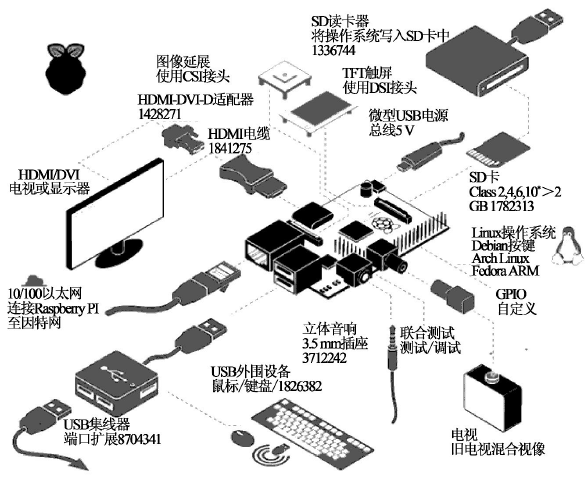 SD读卡器
将操作系统写入SD卡中
1336744
图像延展
使用CSI接头
TFT触屏
使用DSI接头
HDMI-DVI-D适配器
1428271
HDMI电缆
1841275
微型USB电源
总线5 V
HDMI/DVI
电视或显示器
SD卡
Class 2,4,6,10*>2
GB 1782313
Linux操作系统
Debian按键
Arch Linux
Fedora ARM
10/100以太网
连接Raspberry PI
至因特网
GPIO
自定义
立体音响
3.5 mm插座
3712242
联合测试
测试/调试
USB外围设备
鼠标/键盘/1826382
USB集线器
端口扩展8704341
电视
旧电视混合视像